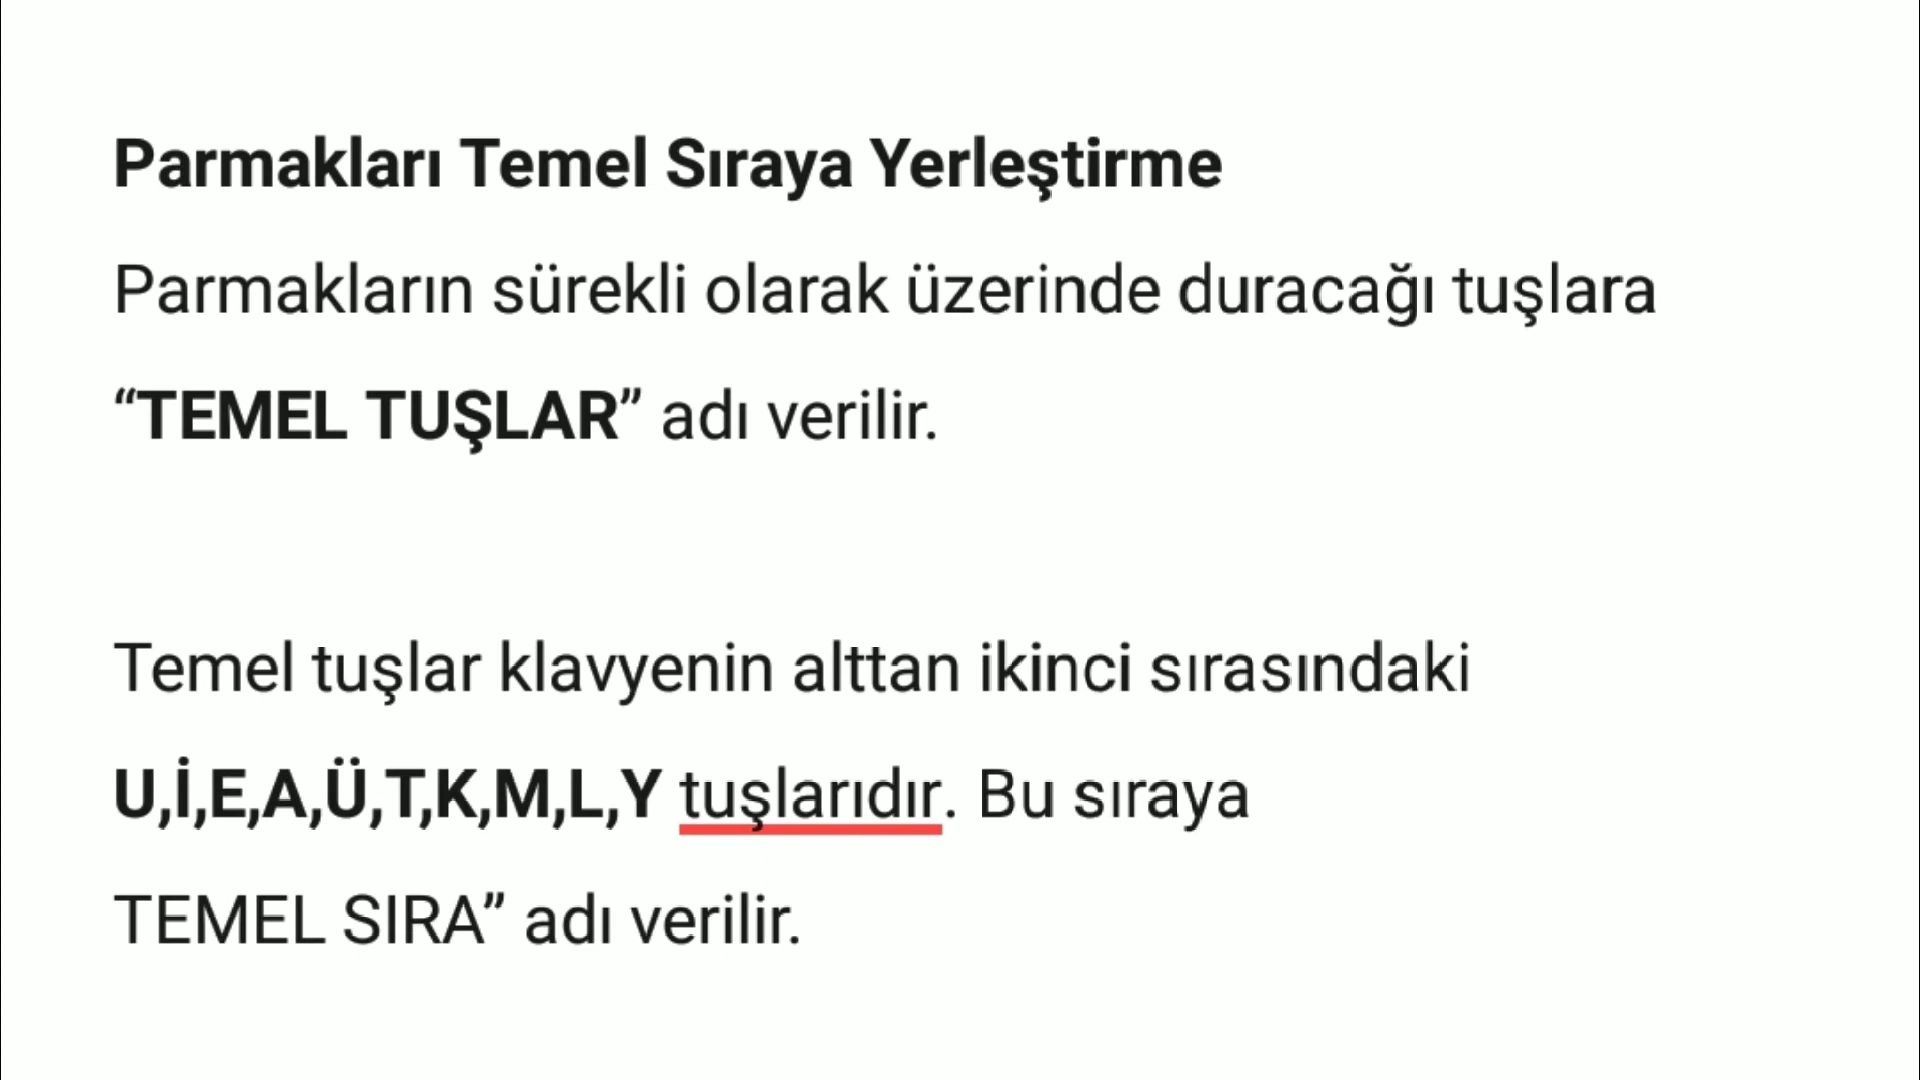 Parmakları Temel Sıraya Yerleştirme
Parmakların sürekli olarak üzerinde duracağı tuşlara
“TEMEL TUŞLAR” adı verilir.
Temel tuşlar klavyenin alttan ikinci sırasındaki
U,İ,E,A,Ü,T,K,M,L,Y tuşlarıdır. Bu sıraya
TEMEL SIRA” adı verilir.